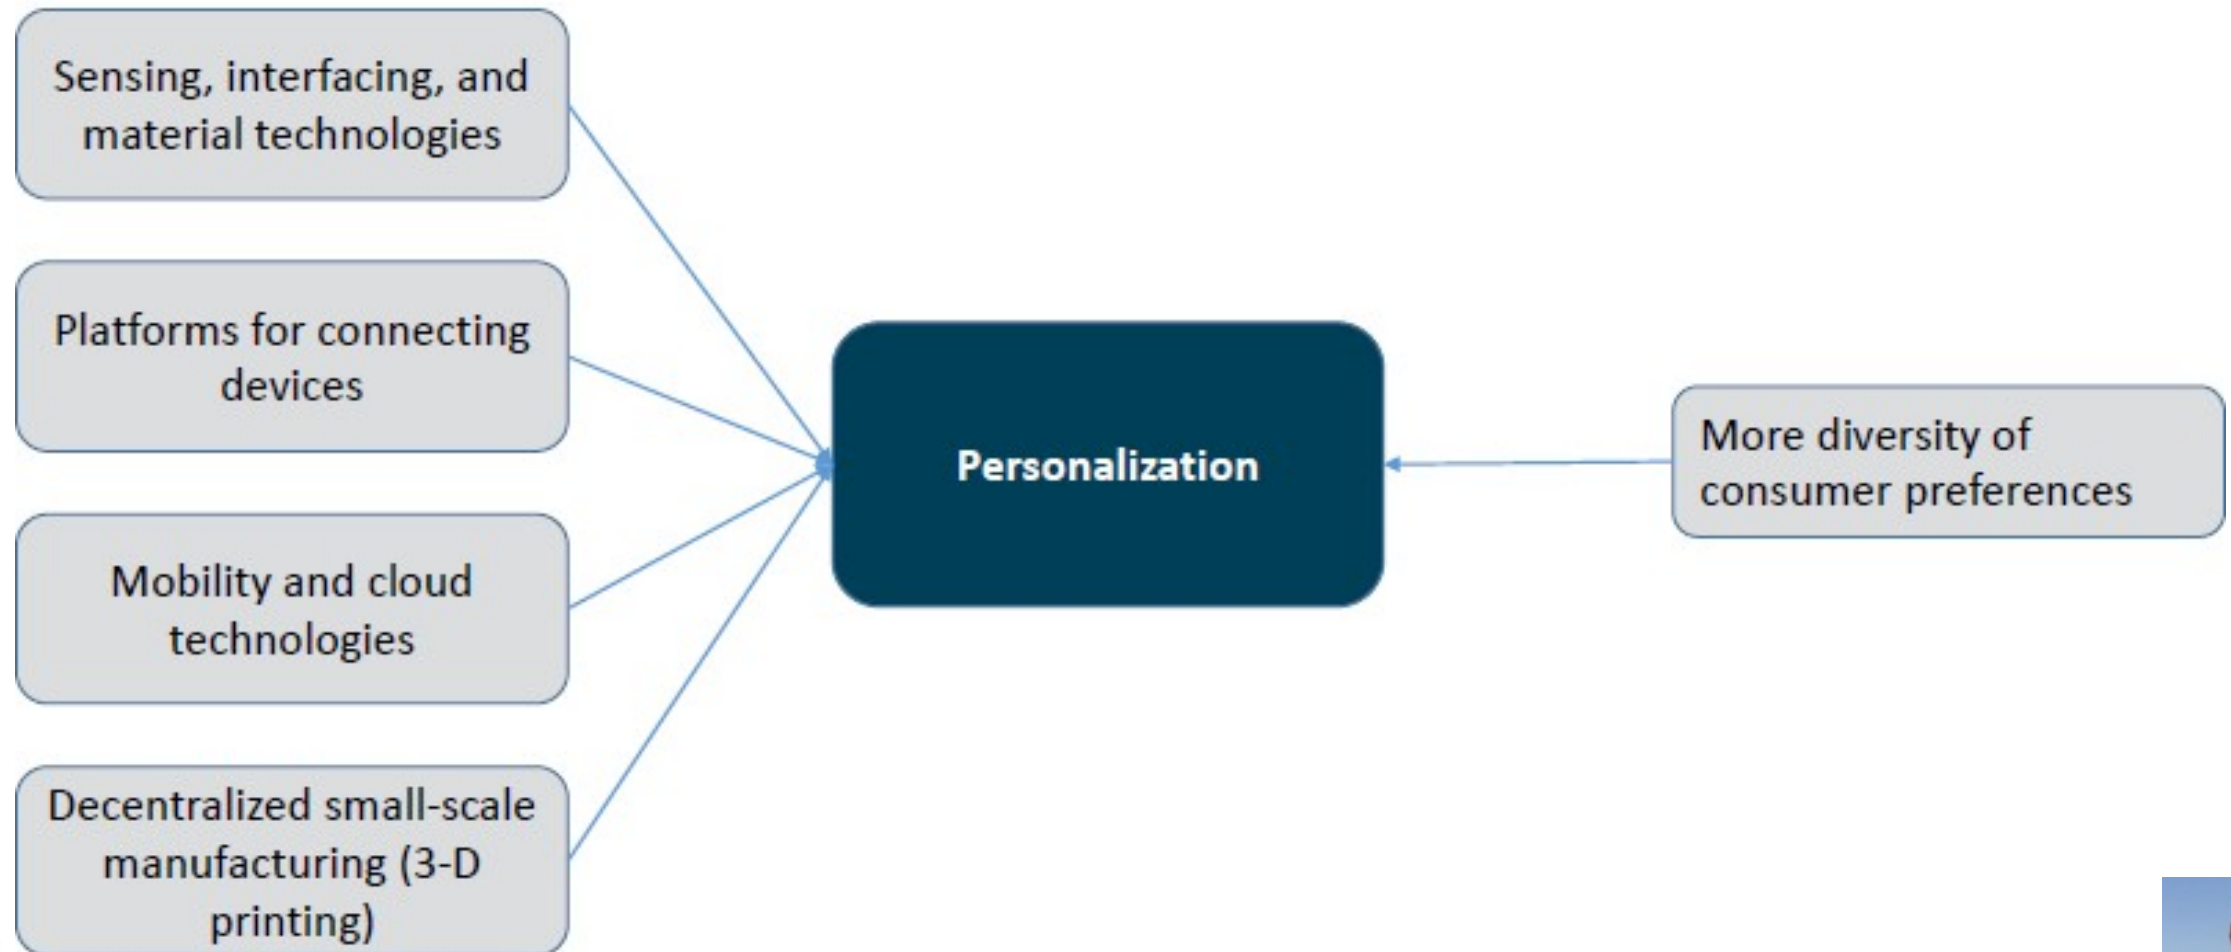 Sensing, interfacing, and
material technologies
Platforms for connecting
devices
Mobility and cloud
technologies
Decentralized small-scale
manufacturing (3-D
printing)
Personalization
More diversity of
consumer preferences